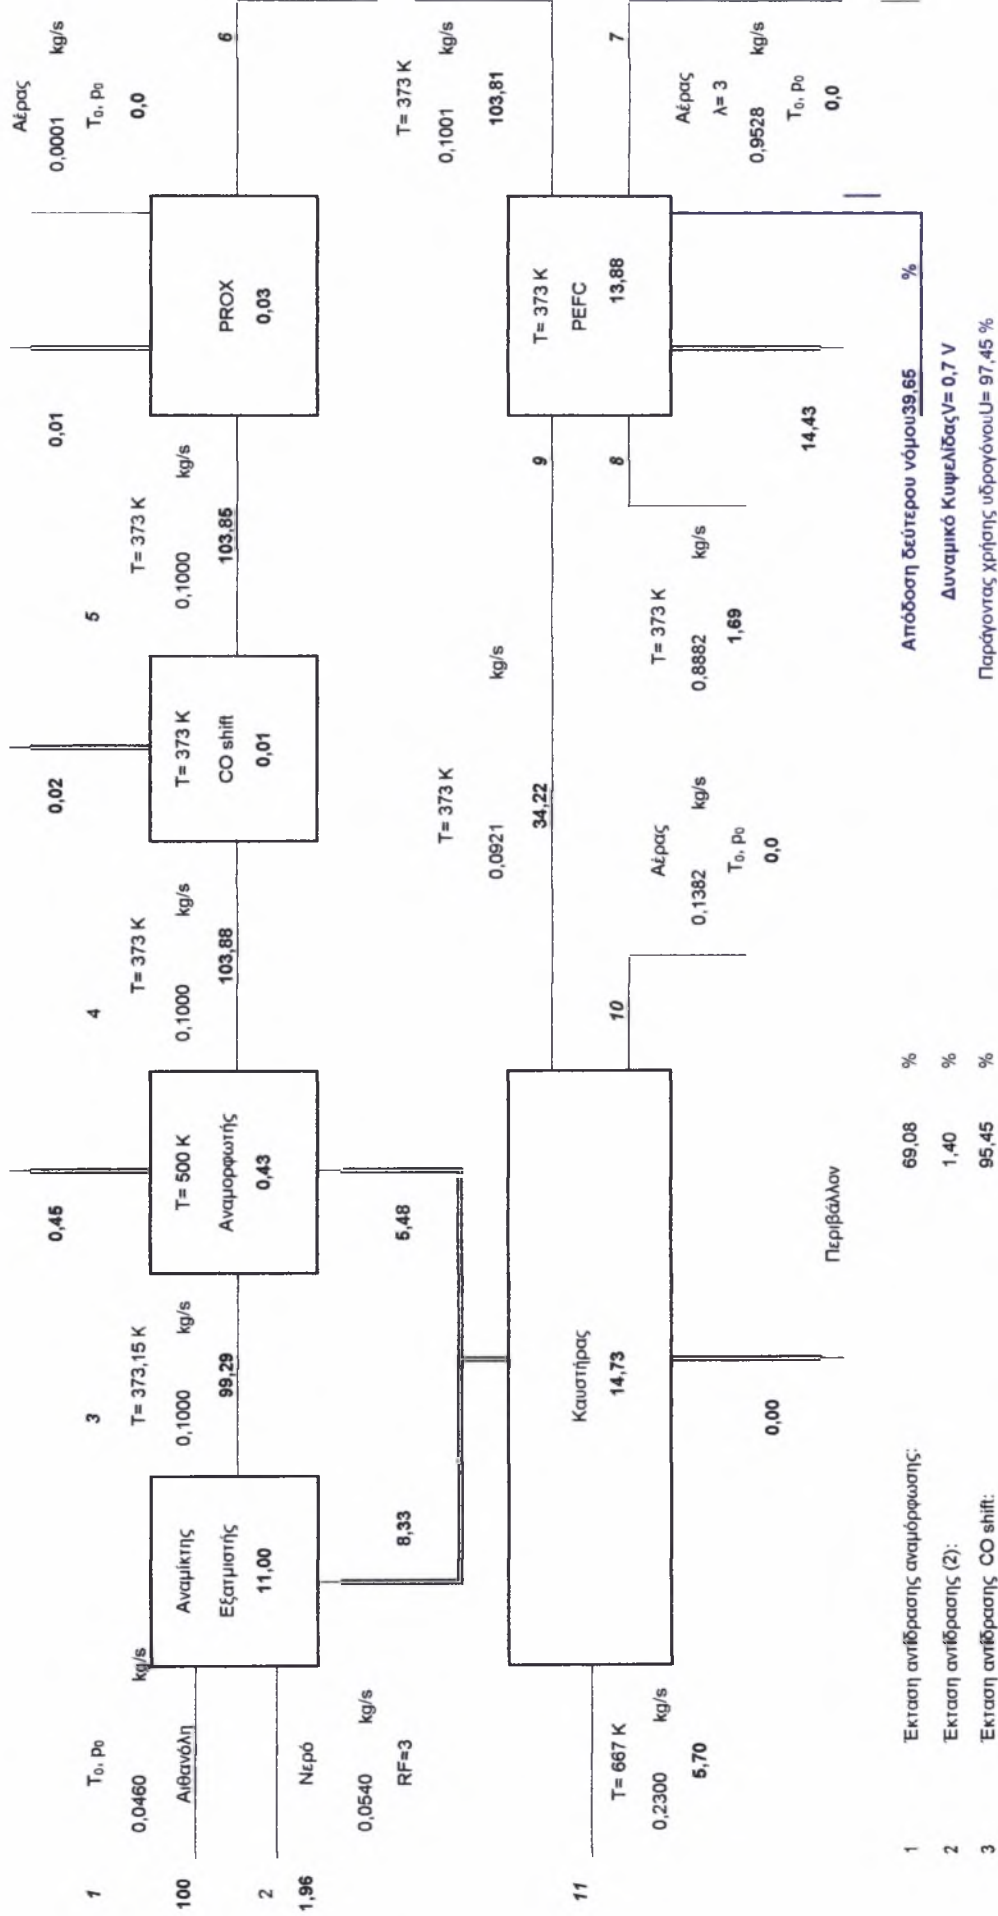 1
T₀, p₀
0,0460 kg/s
100 Αιθανόλη
2
1,96
Νερό
0,0540 kg/s
RF=3
Αναμίκτης
Εξατμιστής
11,00
8,33
3
T= 373,15 K
0,1000 kg/s
99,29
0,45
T= 500 K
Αναμορφωτής
0,43
5,48
4
T= 373 K
0,1000 kg/s
103,88
0,02
T= 373 K
CO shift
0,01
5
T= 373 K
0,1000 kg/s
103,85
0,01
PROX
0,03
Αέρας
0,0001 kg/s
T₀, p₀
0,0
6
T= 373 K
0,1001 kg/s
103,81
7
Αέρας
λ= 3
0,9528 kg/s
T₀, p₀
0,0
T= 373 K
PEFC
13,88
14,43
9
8
T= 373 K
0,8882 kg/s
1,69
T= 373 K
0,0921 kg/s
34,22
10
Αέρας
0,1382 kg/s
T₀, p₀
0,0
Καυστήρας
14,73
0,00
11
T= 667 K
0,2300 kg/s
5,70
Περιβάλλον
1 Έκταση αντίδρασης αναμόρφωσης: 69,08 %
2 Έκταση αντίδρασης (2): 1,40 %
3 Έκταση αντίδρασης CO shift: 95,45 %
Απόδοση δεύτερου νόμου39,65 %
Δυναμικό ΚυψελίδαςV= 0,7 V
Παράγοντας χρήσης υδρογόνουU= 97,45 %